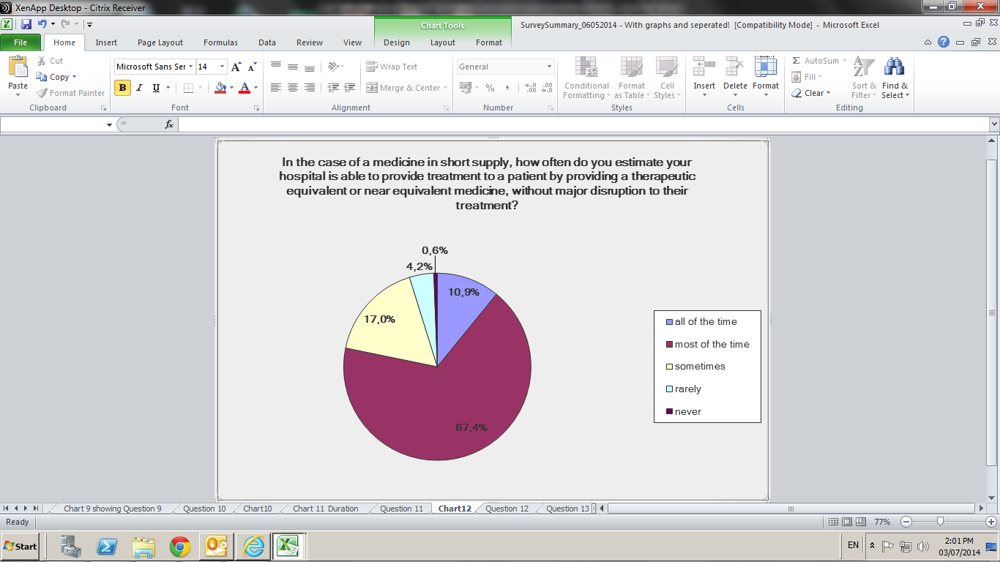 XenApp Desktop - Citrix Receiver
Chart Tools
SurveySummary_06052014 - With graphs and seperated! [Compatibility Mode] - Microsoft Excel
File Home Insert Page Layout Formulas Data Review View Design Layout Format
Paste
Cut
Copy
Format Painter
Clipboard
Microsoft Sans Ser 14
B I U
Font
Wrap Text
Merge & Center
Alignment
General
% ,
Number
Conditional Formatting
Format as Table
Cell Styles
Styles
Insert Delete Format
Cells
AutoSum
Fill
Clear
Sort & Filter
Find & Select
Editing
fx
In the case of a medicine in short supply, how often do you estimate your
hospital is able to provide treatment to a patient by providing a therapeutic
equivalent or near equivalent medicine, without major disruption to their
treatment?
0,6%
4,2%
10,9%
17,0%
67,4%
all of the time
most of the time
sometimes
rarely
never
Chart 9 showing Question 9 Question 10 Chart10 Chart 11 Duration Question 11 Chart12 Question 12 Question 13
Ready
77%
Start
EN
2:01 PM
03/07/2014